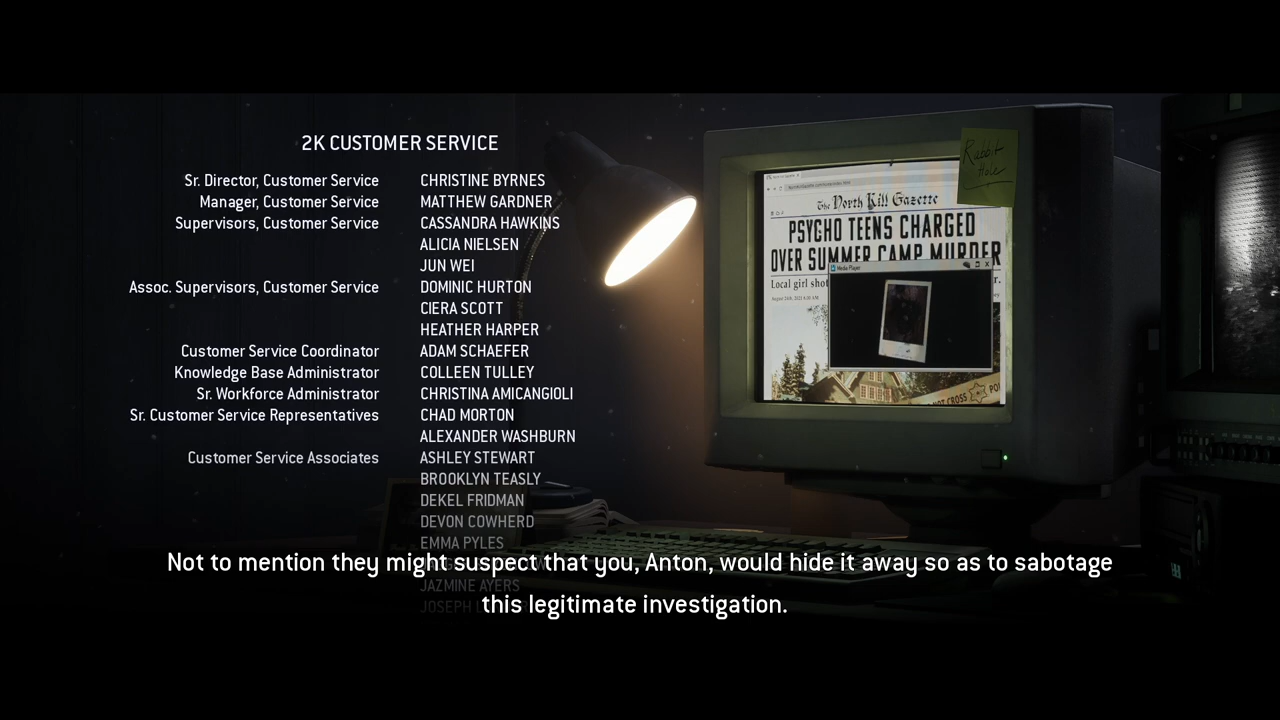 2K CUSTOMER SERVICE
Sr. Director, Customer Service CHRISTINE BYRNES
Manager, Customer Service MATTHEW GARDNER
Supervisors, Customer Service CASSANDRA HAWKINS
ALICIA NIELSEN
JUN WEI
Assoc. Supervisors, Customer Service DOMINIC HURTON
CIERA SCOTT
HEATHER HARPER
Customer Service Coordinator ADAM SCHAEFER
Knowledge Base Administrator COLLEEN TULLEY
Sr. Workforce Administrator CHRISTINA AMICANGIOLI
Sr. Customer Service Representatives CHAD MORTON
ALEXANDER WASHBURN
Customer Service Associates ASHLEY STEWART
BROOKLYN TEASLY
DEKEL FRIDMAN
DEVON COWHERD
EMMA PYLES
JAZMINE AYERS
JOSEPH
Not to mention they might suspect that you, Anton, would hide it away so as to sabotage
this legitimate investigation.
Rabbit
Hole
The North Kill Gazette
PSYCHO TEENS CHARGED
OVER SUMMER CAMP MURDER
Local girl shot
Media Player
NOT CROSS